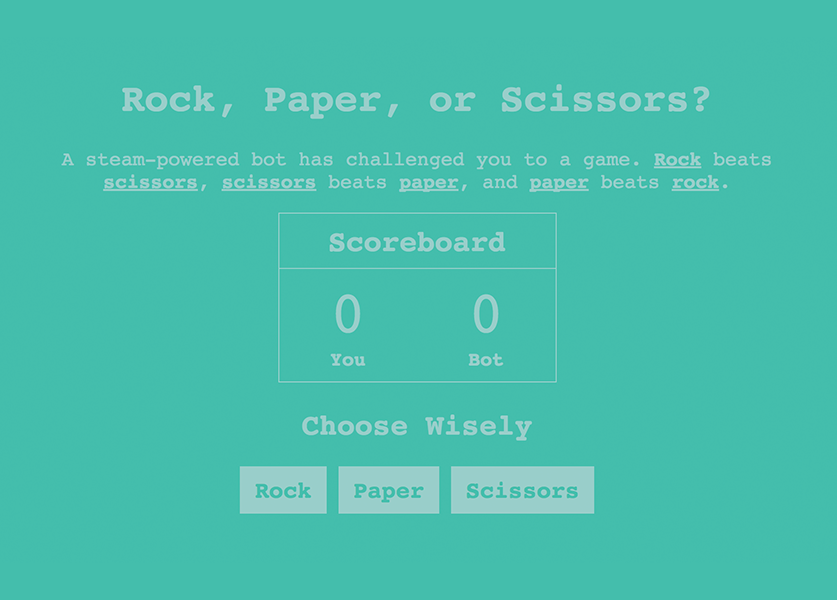 Rock, Paper, or Scissors?
A steam-powered bot has challenged you to a game. Rock beats
scissors, scissors beats paper, and paper beats rock.
Scoreboard
0 0
You Bot
Choose Wisely
Rock Paper Scissors